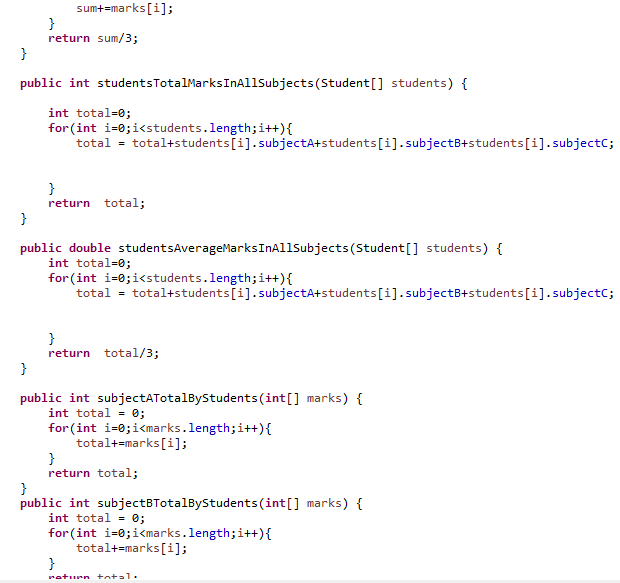 sum+=marks[i];
}
return sum/3;
}
public int studentsTotalMarksInAllSubjects(Student[] students) {
int total=0;
for(int i=0;i<students.length;i++){
total = total+students[i].subjectA+students[i].subjectB+students[i].subjectC;
}
return  total;
}
public double studentsAverageMarksInAllSubjects(Student[] students) {
int total=0;
for(int i=0;i<students.length;i++){
total = total+students[i].subjectA+students[i].subjectB+students[i].subjectC;
}
return  total/3;
}
public int subjectATotalByStudents(int[] marks) {
int total = 0;
for(int i=0;i<marks.length;i++){
total+=marks[i];
}
return total;
}
public int subjectBTotalByStudents(int[] marks) {
int total = 0;
for(int i=0;i<marks.length;i++){
total+=marks[i];
}
return total;